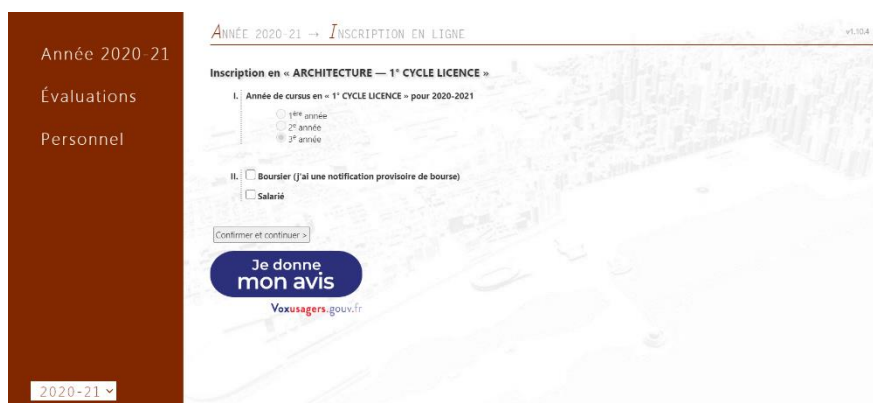 Année 2020-21
Évaluations
Personnel
2020-21
ANNÉE 2020-21 → INSCRIPTION EN LIGNE
v1.10.4
Inscription en « ARCHITECTURE — 1° CYCLE LICENCE »
I. Année de cursus en « 1° CYCLE LICENCE » pour 2020-2021
1ère année
2e année
3e année
II. Boursier (j'ai une notification provisoire de bourse)
Salarié
Confirmer et continuer >
Je donne
mon avis
Voxusagers.gouv.fr